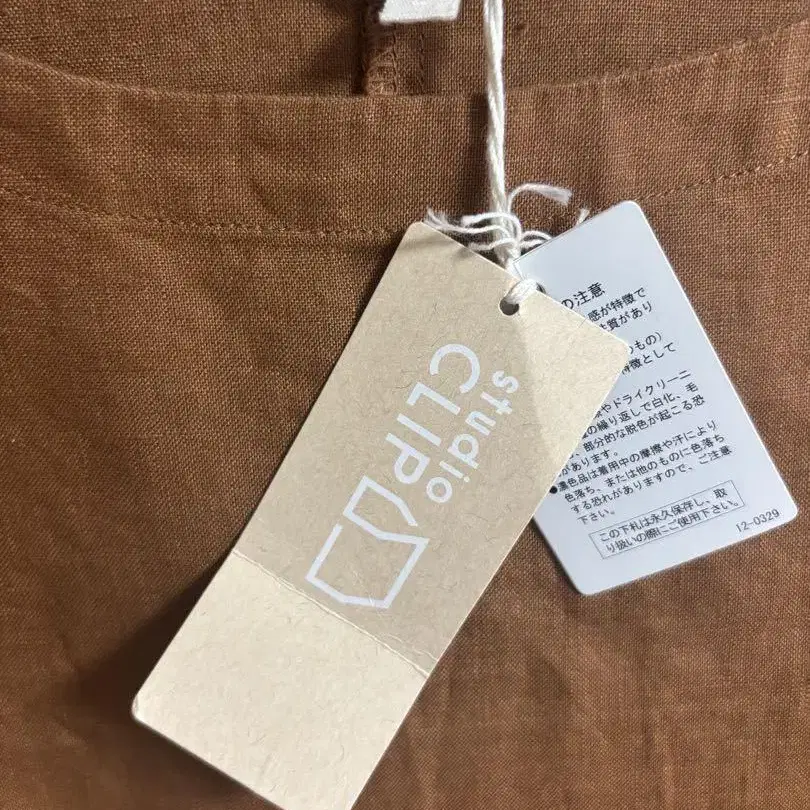 studio
CLIP
の注意
感が特徴で
性質があり
のもの)
特徴として
やドライクリーニ
の繰り返しで白化、毛
、部分的な脱色が起こる恐
があります。
●濃色品は着用中の摩擦や汗により
色落ち、または他のものに色落ち
する恐れがありますので、ご注意
下さい。
この下札は永久保存し、取
り扱いの際にご使用下さい。
12-0329